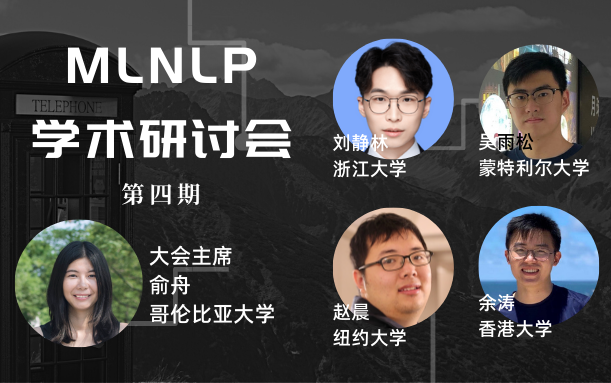 MLNLP
学术研讨会
第四期
TELEPHONE
刘静林
浙江大学
吴雨松
蒙特利尔大学
大会主席
俞舟
哥伦比亚大学
赵晨
纽约大学
余涛
香港大学